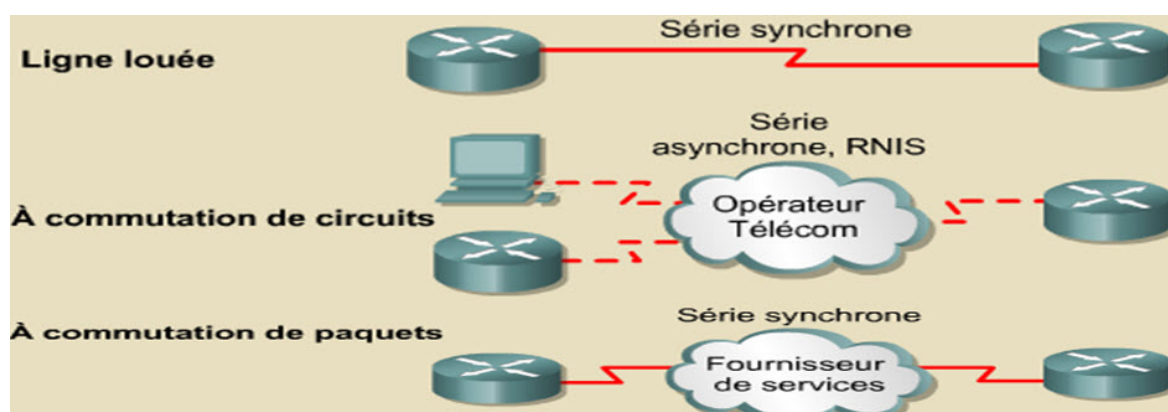 Ligne louée
Série synchrone
Série
asynchrone, RNIS
À commutation de circuits
Opérateur
Télécom
À commutation de paquets
Série synchrone
Fournisseur
de services